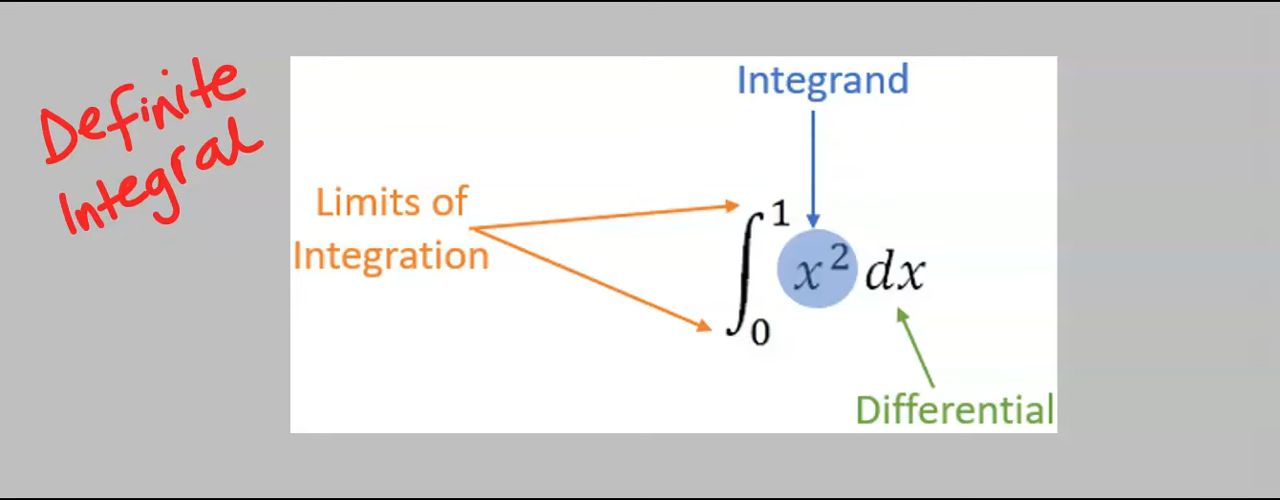 Definite
Integral
Integrand
Limits of
Integration
∫₀¹ x² dx
Differential